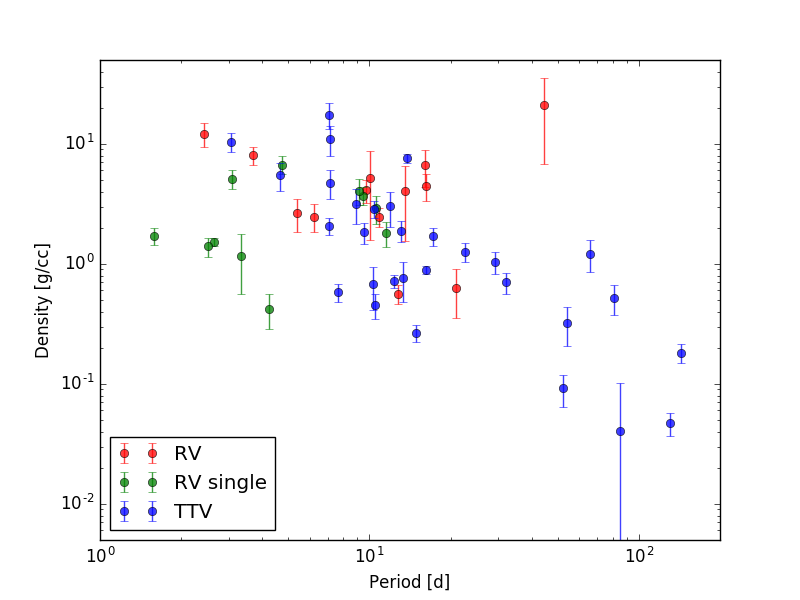 Density [g/cc]
10¹
10⁰
10⁻¹
10⁻²
RV
RV single
TTV
10⁰
10¹
10²
Period [d]